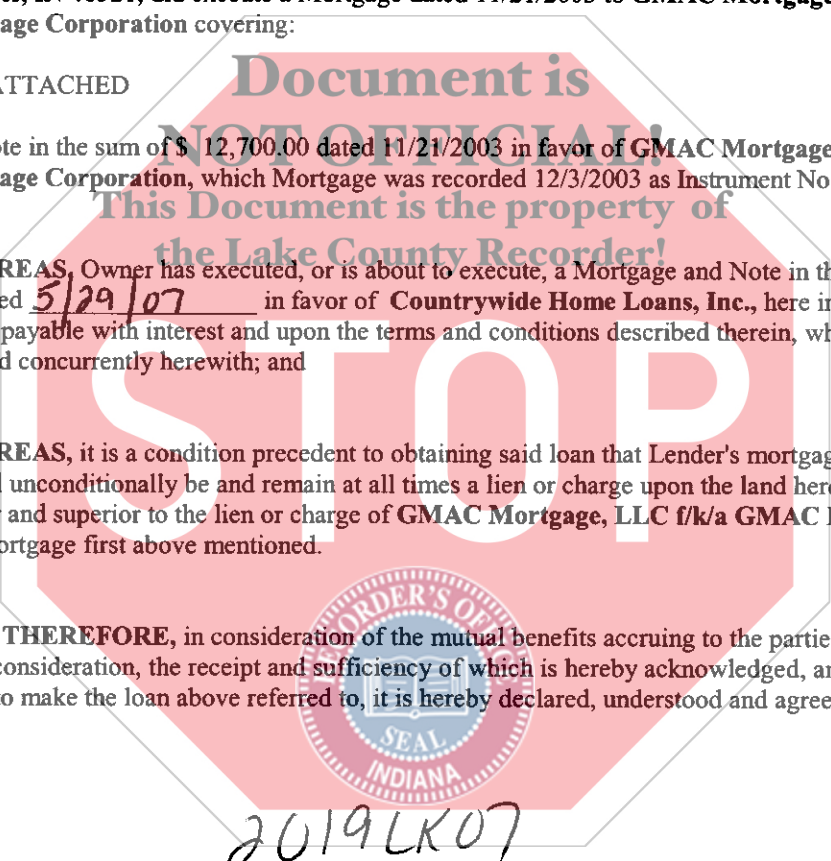 age Corporation covering:
Document is
ATTACHED
NOT OFFICIAL!
te in the sum of $ 12,700.00 dated 11/21/2003 in favor of GMAC Mortgage
age Corporation, which Mortgage was recorded 12/3/2003 as Instrument No
This Document is the property of
the Lake County Recorder!
REAS, Owner has executed, or is about to execute, a Mortgage and Note in th
ed 5/29/07 in favor of Countrywide Home Loans, Inc., here in
payable with interest and upon the terms and conditions described therein, wh
d concurrently herewith; and
STOP
REAS, it is a condition precedent to obtaining said loan that Lender's mortgag
unconditionally be and remain at all times a lien or charge upon the land here
and superior to the lien or charge of GMAC Mortgage, LLC f/k/a GMAC
ortgage first above mentioned.
RECORDER'S OFFICE
THEREFORE, in consideration of the mutual benefits accruing to the partie
consideration, the receipt and sufficiency of which is hereby acknowledged, an
o make the loan above referred to, it is hereby declared, understood and agree
SEAL
INDIANA
2019LK07